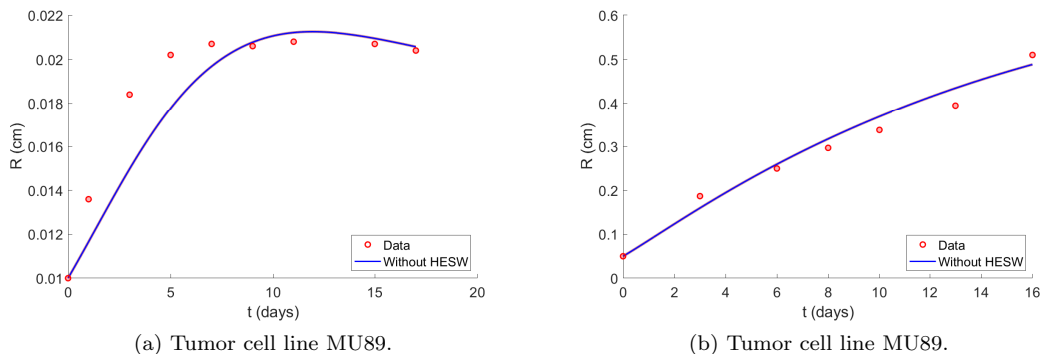 0.022
0.02
0.018
0.016
0.014
0.012
0.01
R (cm)
0
5
10
15
20
t (days)
Data
Without HESW
(a) Tumor cell line MU89.
0.6
0.5
0.4
0.3
0.2
0.1
0
R (cm)
0
2
4
6
8
10
12
14
16
t (days)
Data
Without HESW
(b) Tumor cell line MU89.